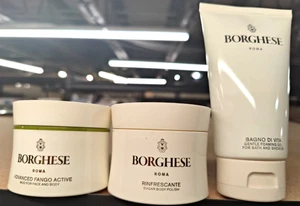 BORGHESE
ROMA
ADVANCED FANGO ACTIVE
MUD FOR FACE AND BODY
BORGHESE
ROMA
RINFRESCANTE
SUGAR BODY POLISH
BORGHESE
ROMA
BAGNO DI VITA
GENTLE FOAMING GEL
FOR BATH AND SHOWER